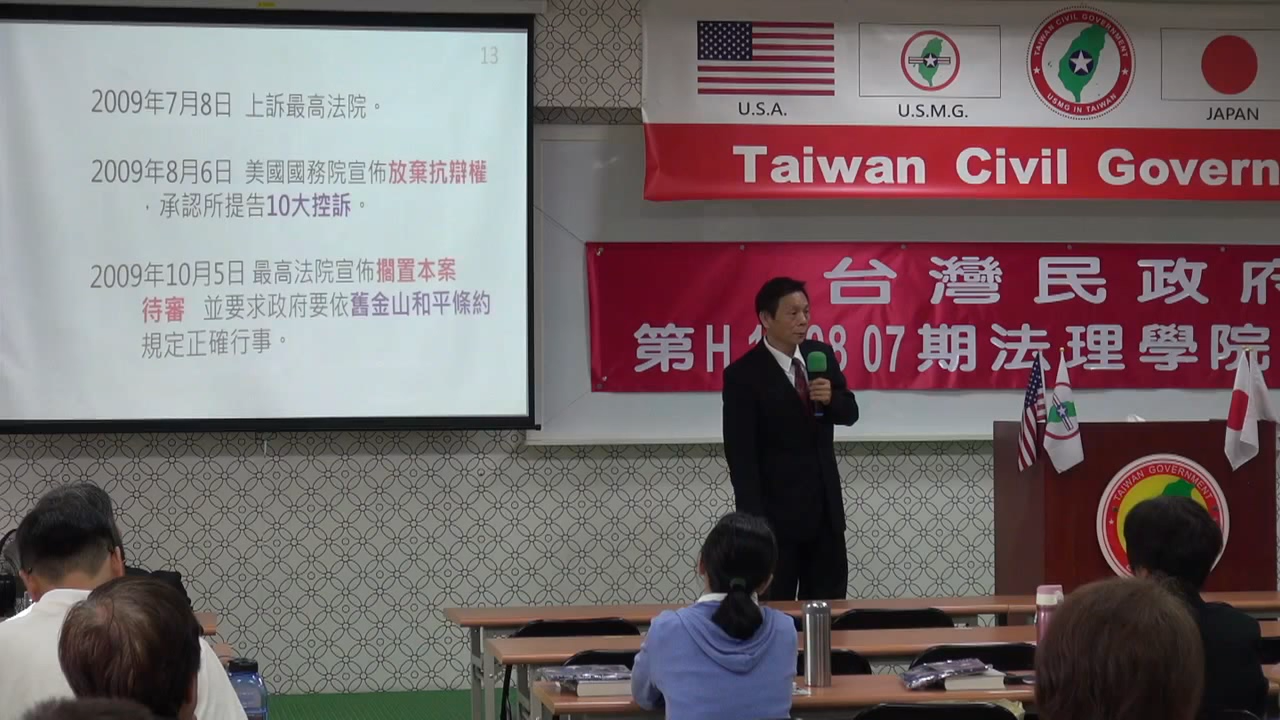 13
2009年7月8日 上訴最高法院。
2009年8月6日 美國國務院宣佈放棄抗辯權
，承認所提告10大控訴。
2009年10月5日 最高法院宣佈擱置本案
待審 並要求政府要依舊金山和平條約
規定正確行事。
U.S.A.
U.S.M.G.
TAIWAN CIVIL GOVERNMENT
USMG IN TAIWAN
JAPAN
Taiwan Civil Govern
台灣民政府
第H 08 07期法理學院
TAIWAN GOVERNMENT